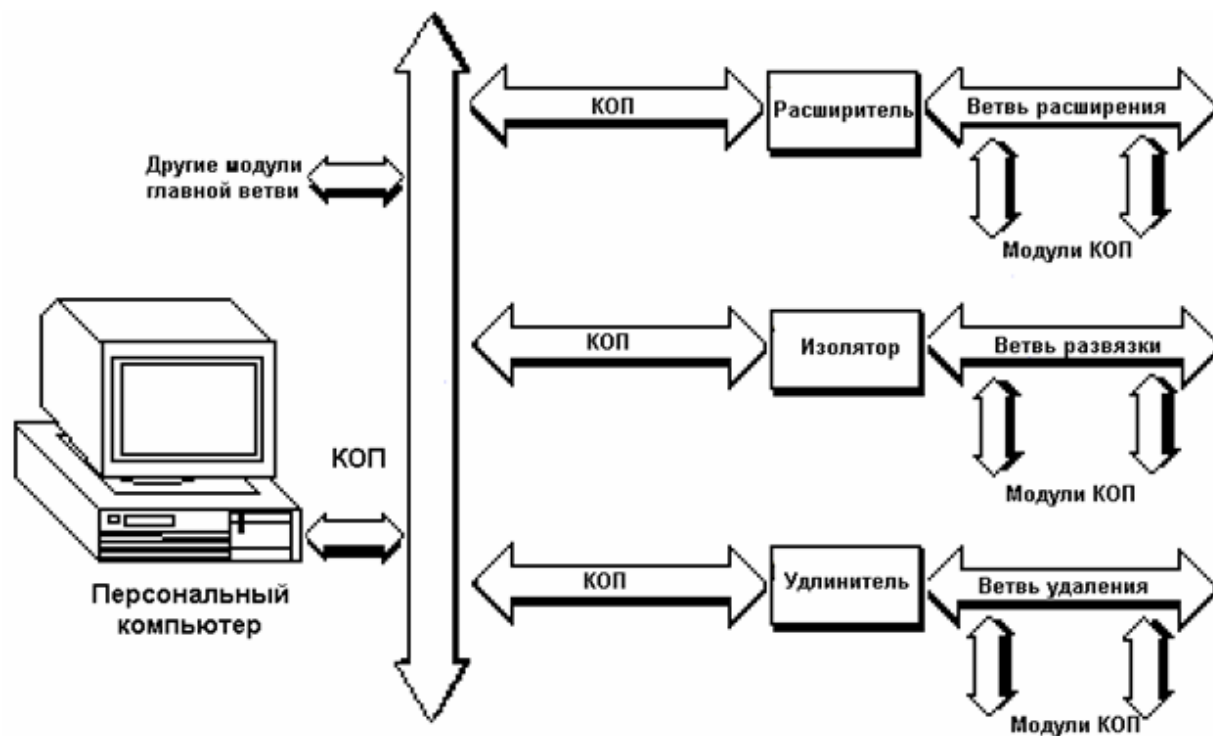 КОП
Расширитель
Ветвь расширения
Другие модули
главной ветви
Модули КОП
КОП
Изолятор
Ветвь развязки
КОП
Модули КОП
КОП
Удлинитель
Ветвь удаления
Персональный
компьютер
Модули КОП